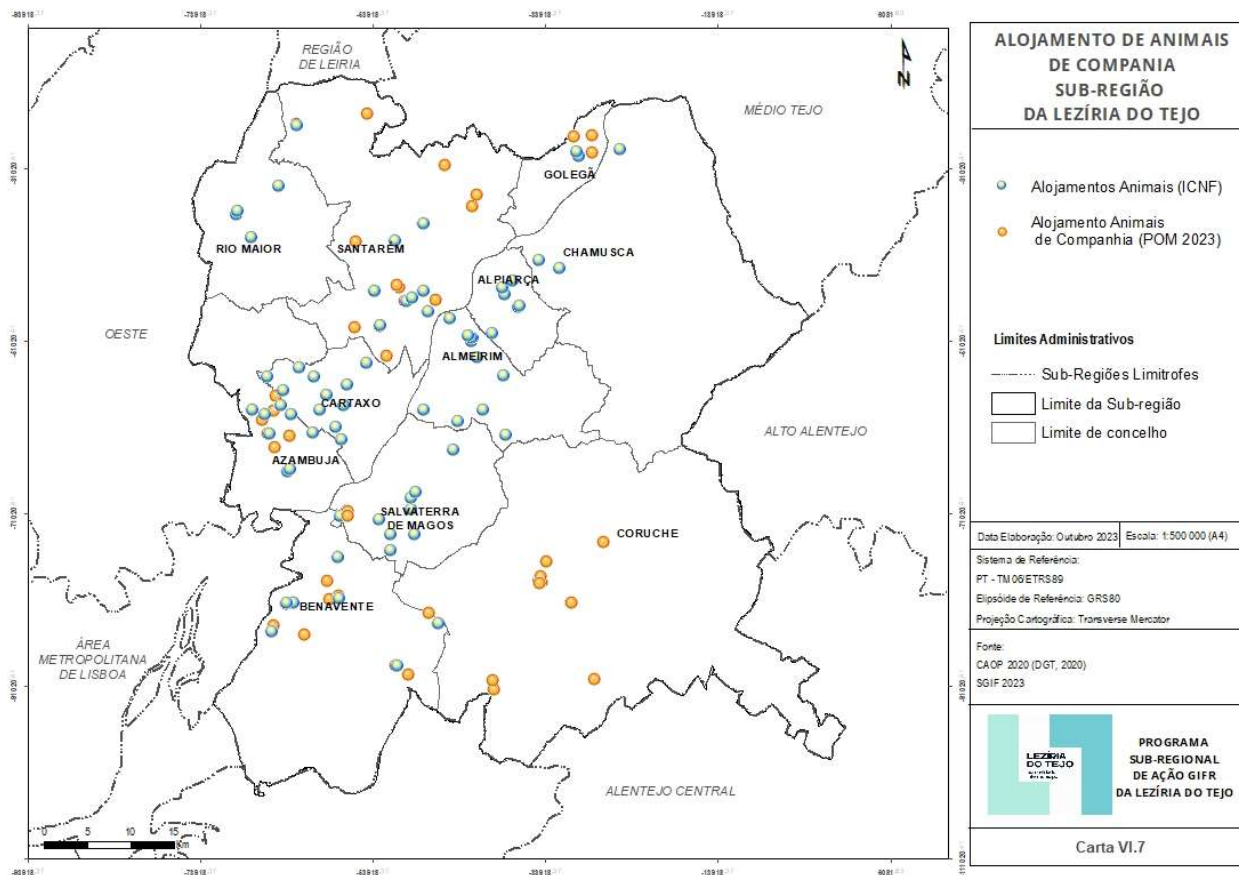 REGIÃO
DE LEIRIA
MÉDIO TEJO
GOLEGÃ
RIO MAIOR
SANTARÉM
CHAMUSCA
ALPIARÇA
OESTE
ALMEIRIM
CARTAXO
ALTO ALENTEJO
AZAMBUJA
SALVATERRA
DE MAGOS
CORUCHE
BENAVENTE
ÁREA
METROPOLITANA
DE LISBOA
ALENTEJO CENTRAL
0 5 10 15
Km
ALOJAMENTO DE ANIMAIS
DE COMPANIA
SUB-REGIÃO
DA LEZÍRIA DO TEJO
Alojamentos Animais (ICNF)
Alojamento Animais
de Companhia (POM 2023)
Limites Administrativos
Sub-Regiões Limitrofes
Limite da Sub-região
Limite de concelho
Data Elaboração: Outubro 2023 Escala: 1:500 000 (A4)
Sistema de Referência:
PT - TM06/ETRS89
Elipsóide de Referência: GRS80
Projeção Cartográfica: Transverse Mercator
Fonte:
CAOP 2020 (DGT, 2020)
SGIF 2023
LEZÍRIA
DO TEJO
PROGRAMA
SUB-REGIONAL
DE AÇÃO GIFR
DA LEZÍRIA DO TEJO
Carta VI.7